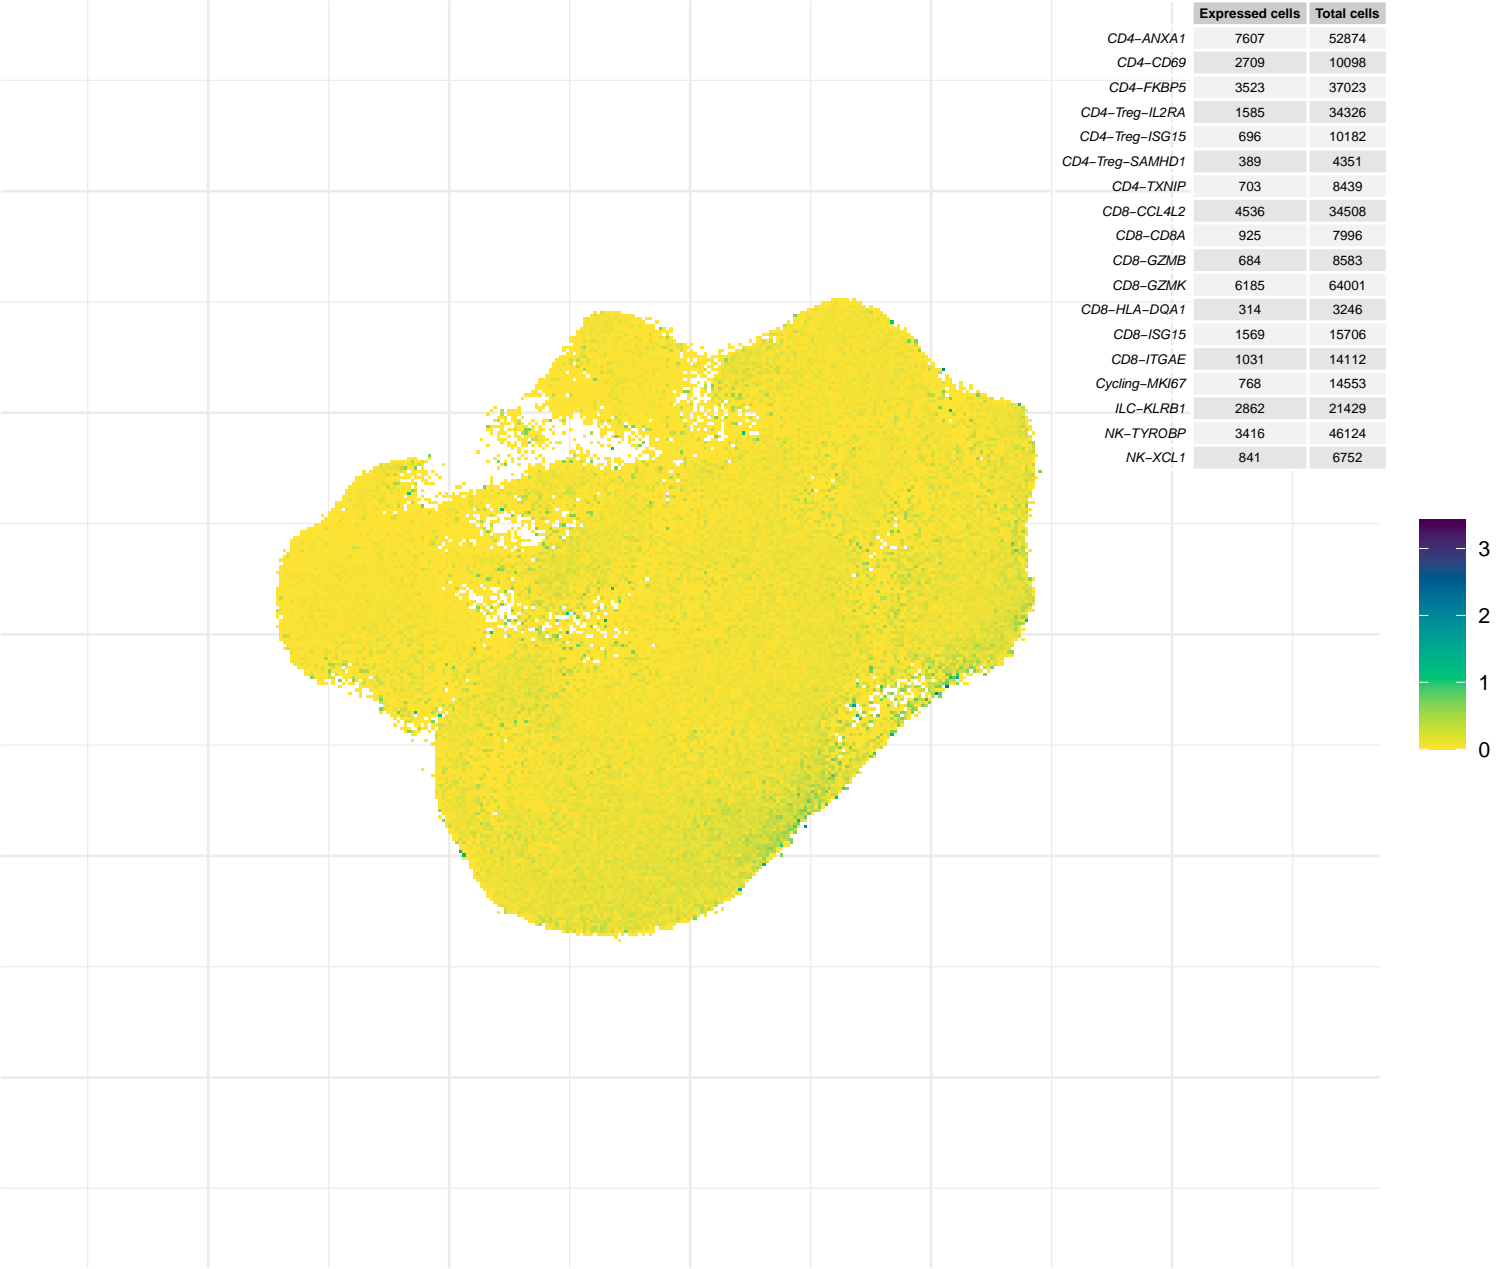 Expressed cells Total cells
CD4−ANXA1 7607 52874
CD4−CD69 2709 10098
CD4−FKBP5 3523 37023
CD4−Treg−IL2RA 1585 34326
CD4−Treg−ISG15 696 10182
CD4−Treg−SAMHD1 389 4351
CD4−TXNIP 703 8439
CD8−CCL4L2 4536 34508
CD8−CD8A 925 7996
CD8−GZMB 684 8583
CD8−GZMK 6185 64001
CD8−HLA−DQA1 314 3246
CD8−ISG15 1569 15706
CD8−ITGAE 1031 14112
Cycling−MKI67 768 14553
ILC−KLRB1 2862 21429
NK−TYROBP 3416 46124
NK−XCL1 841 6752
3
2
1
0